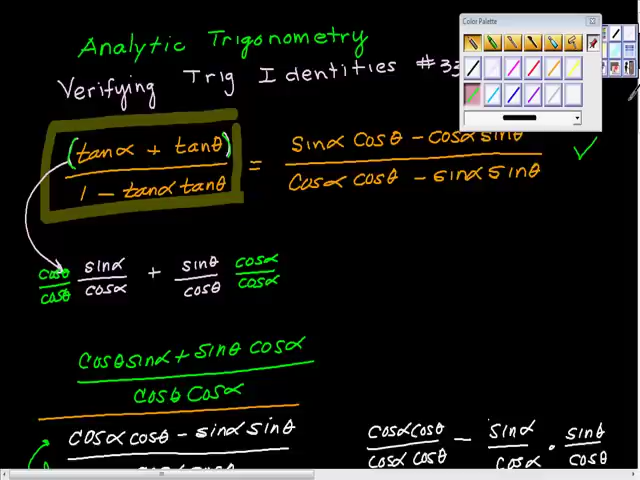 Color Palette
Analytic Trigonometry
Verifying Trig Identities #33
(tanα + tanθ) / 1 - tanα tanθ = sinα cosθ - cosα sinθ / cosα cosθ - sinα sinθ ✓
cosθ/cosθ sinα/cosα + sinθ/cosθ cosα/cosα
cosθ sinα + sinθ cosα
cosθ cosα
cosα cosθ - sinα sinθ
cosα cosθ / cosα cosθ - sinα/cosα · sinθ/cosθ